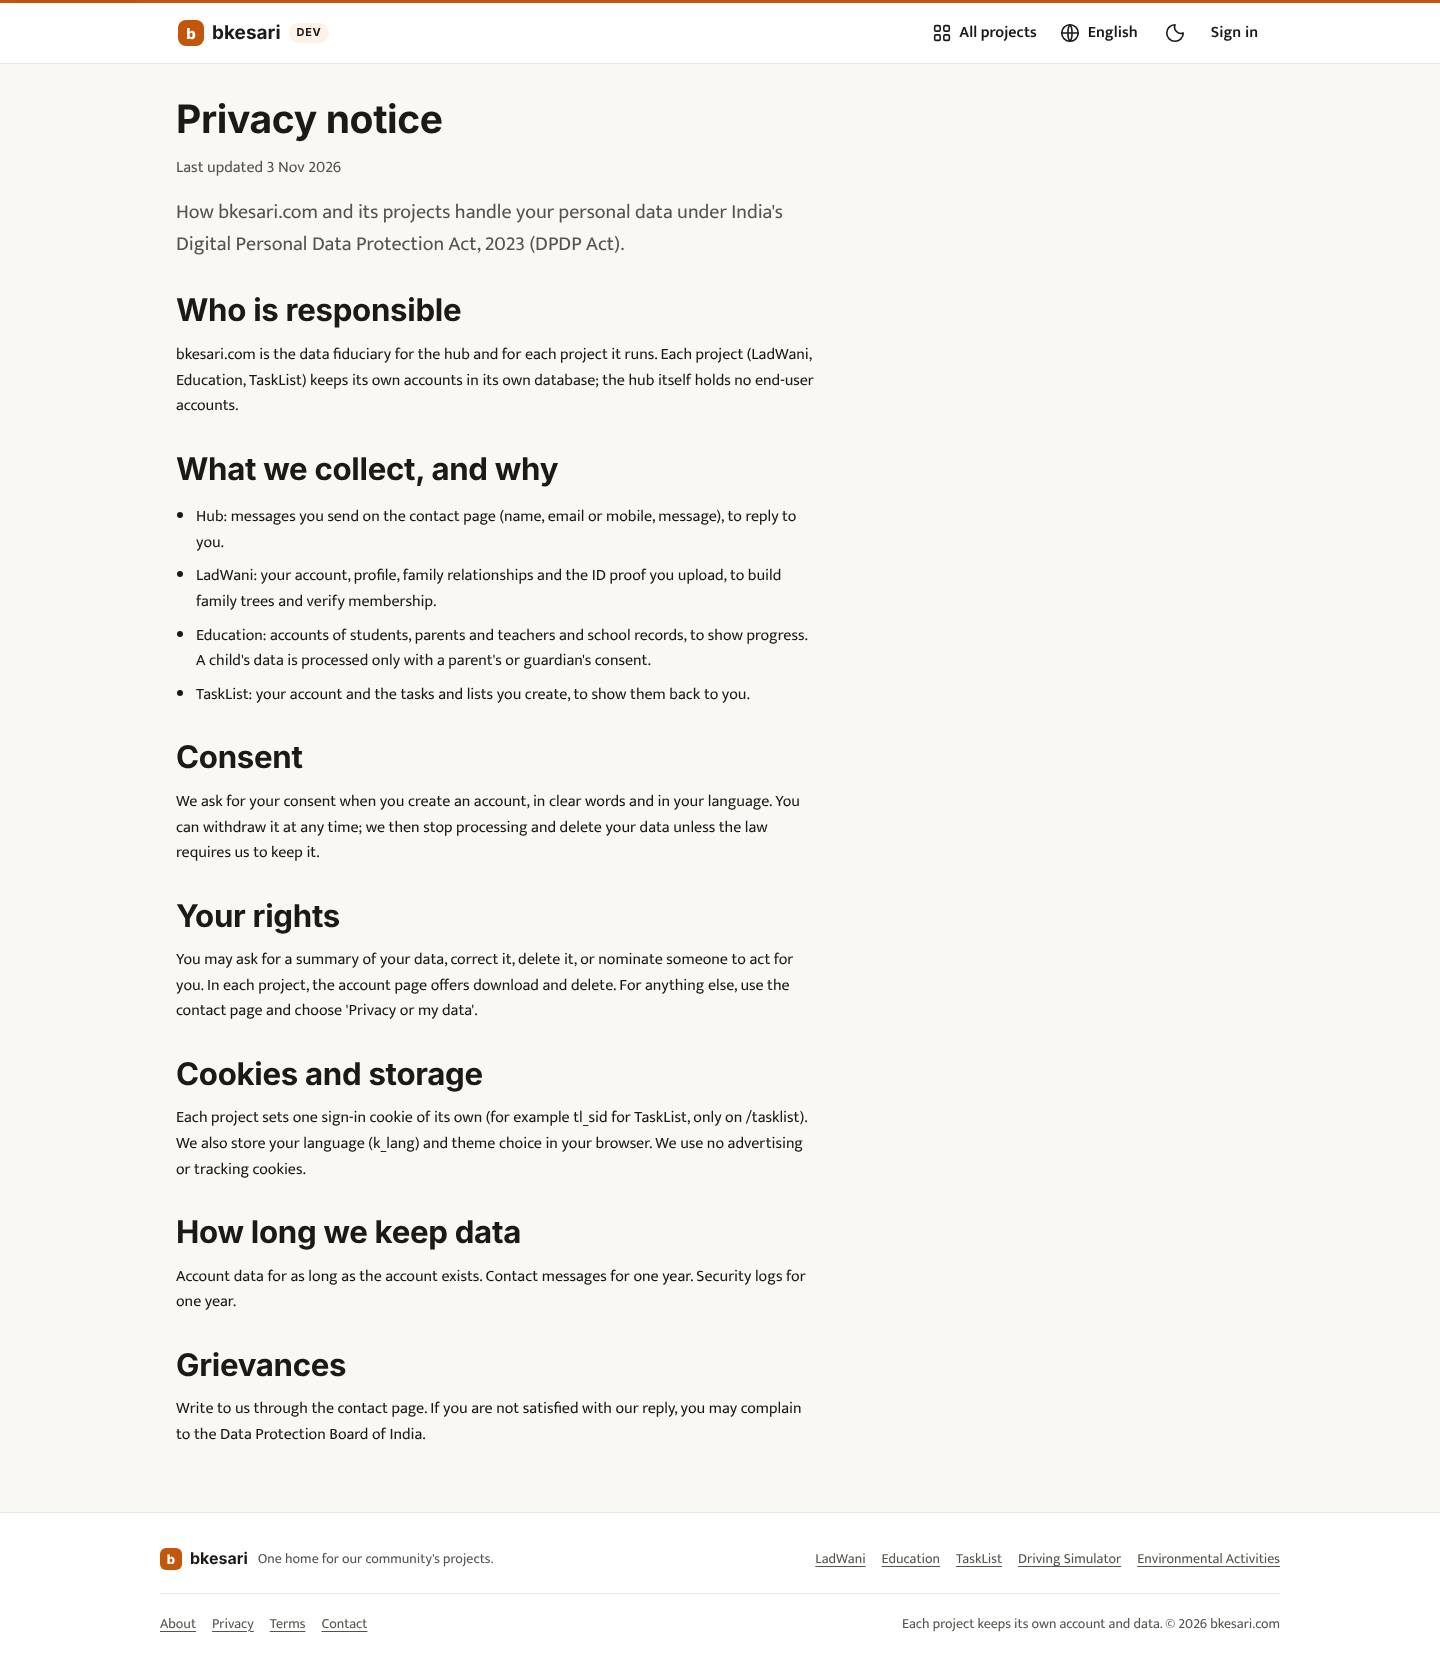 b bkesari DEV All projects English Sign in
Privacy notice
Last updated 3 Nov 2026
How bkesari.com and its projects handle your personal data under India's
Digital Personal Data Protection Act, 2023 (DPDP Act).
Who is responsible
bkesari.com is the data fiduciary for the hub and for each project it runs. Each project (LadWani,
Education, TaskList) keeps its own accounts in its own database; the hub itself holds no end-user
accounts.
What we collect, and why
• Hub: messages you send on the contact page (name, email or mobile, message), to reply to
you.
• LadWani: your account, profile, family relationships and the ID proof you upload, to build
family trees and verify membership.
• Education: accounts of students, parents and teachers and school records, to show progress.
A child's data is processed only with a parent's or guardian's consent.
• TaskList: your account and the tasks and lists you create, to show them back to you.
Consent
We ask for your consent when you create an account, in clear words and in your language. You
can withdraw it at any time; we then stop processing and delete your data unless the law
requires us to keep it.
Your rights
You may ask for a summary of your data, correct it, delete it, or nominate someone to act for
you. In each project, the account page offers download and delete. For anything else, use the
contact page and choose 'Privacy or my data'.
Cookies and storage
Each project sets one sign-in cookie of its own (for example tl_sid for TaskList, only on /tasklist).
We also store your language (k_lang) and theme choice in your browser. We use no advertising
or tracking cookies.
How long we keep data
Account data for as long as the account exists. Contact messages for one year. Security logs for
one year.
Grievances
Write to us through the contact page. If you are not satisfied with our reply, you may complain
to the Data Protection Board of India.
b bkesari One home for our community's projects. LadWani Education TaskList Driving Simulator Environmental Activities
About Privacy Terms Contact Each project keeps its own account and data. © 2026 bkesari.com